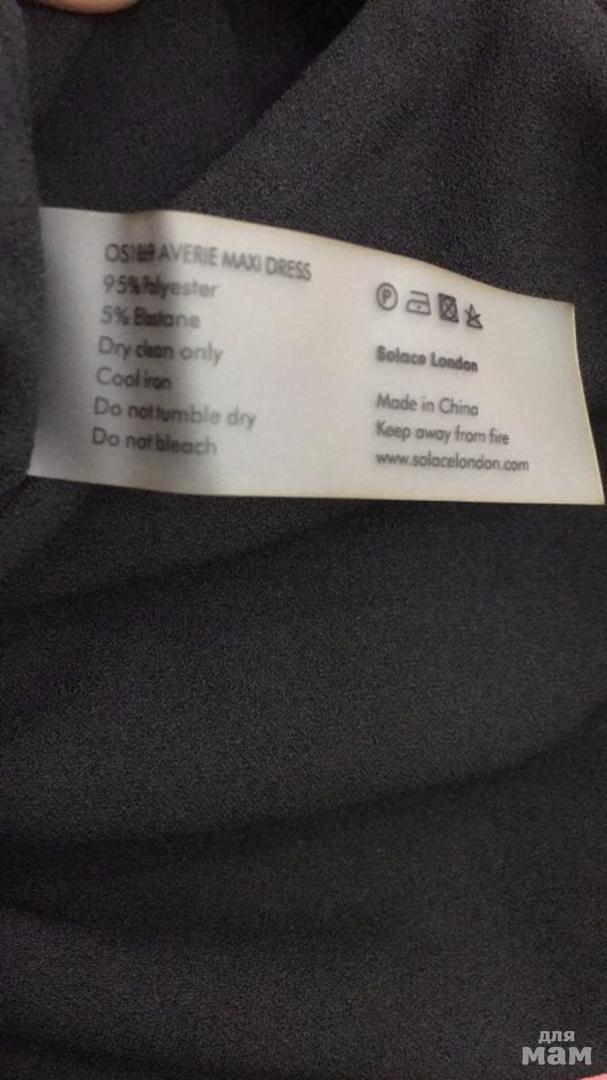 AVERIE MAXI DRESS
95% Polyester
5% Elastane
Dry clean only
Cool iron
Do not tumble dry
Do not bleach
P
Solace London
Made in China
Keep away from fire
www.solacelondon.com
для
мам